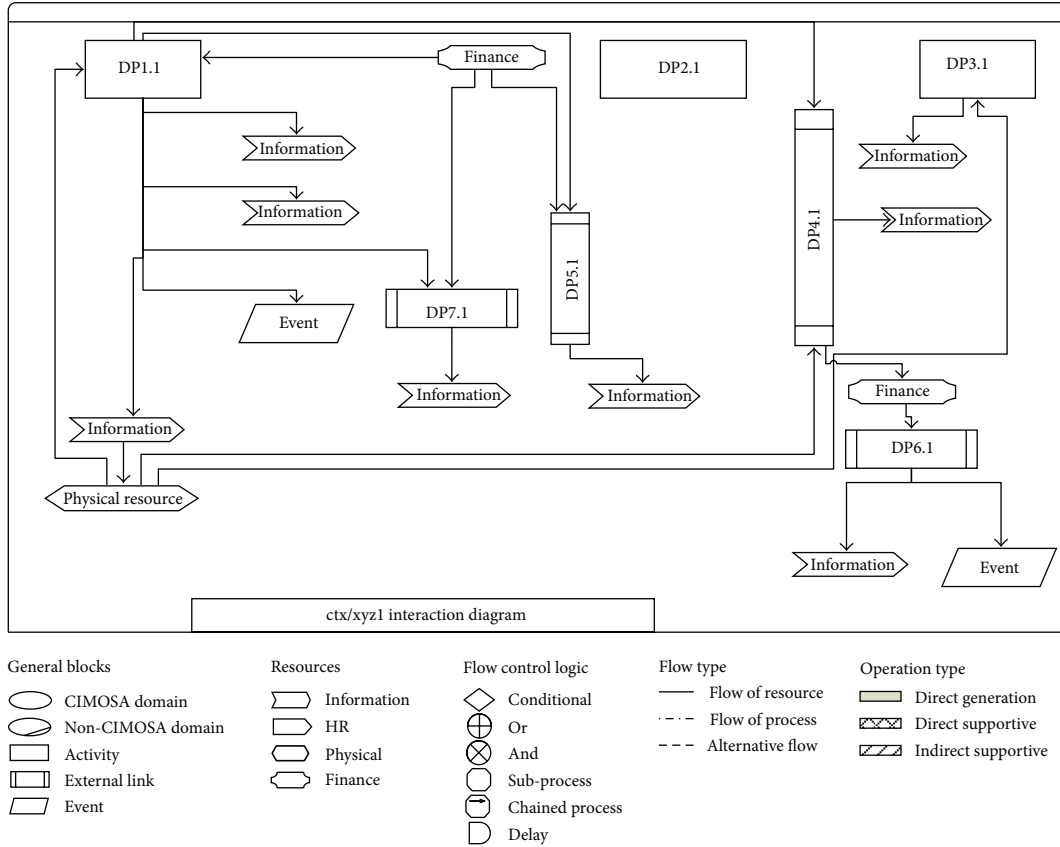 DP1.1
Finance
DP2.1
DP3.1
Information
Information
Information
DP4.1
Information
DP5.1
Event
DP7.1
Information
Information
Finance
Information
DP6.1
Physical resource
Information
Event
ctx/xyz1 interaction diagram
General blocks
CIMOSA domain
Non-CIMOSA domain
Activity
External link
Event
Resources
Information
HR
Physical
Finance
Flow control logic
Conditional
Or
And
Sub-process
Chained process
Delay
Flow type
Flow of resource
Flow of process
Alternative flow
Operation type
Direct generation
Direct supportive
Indirect supportive